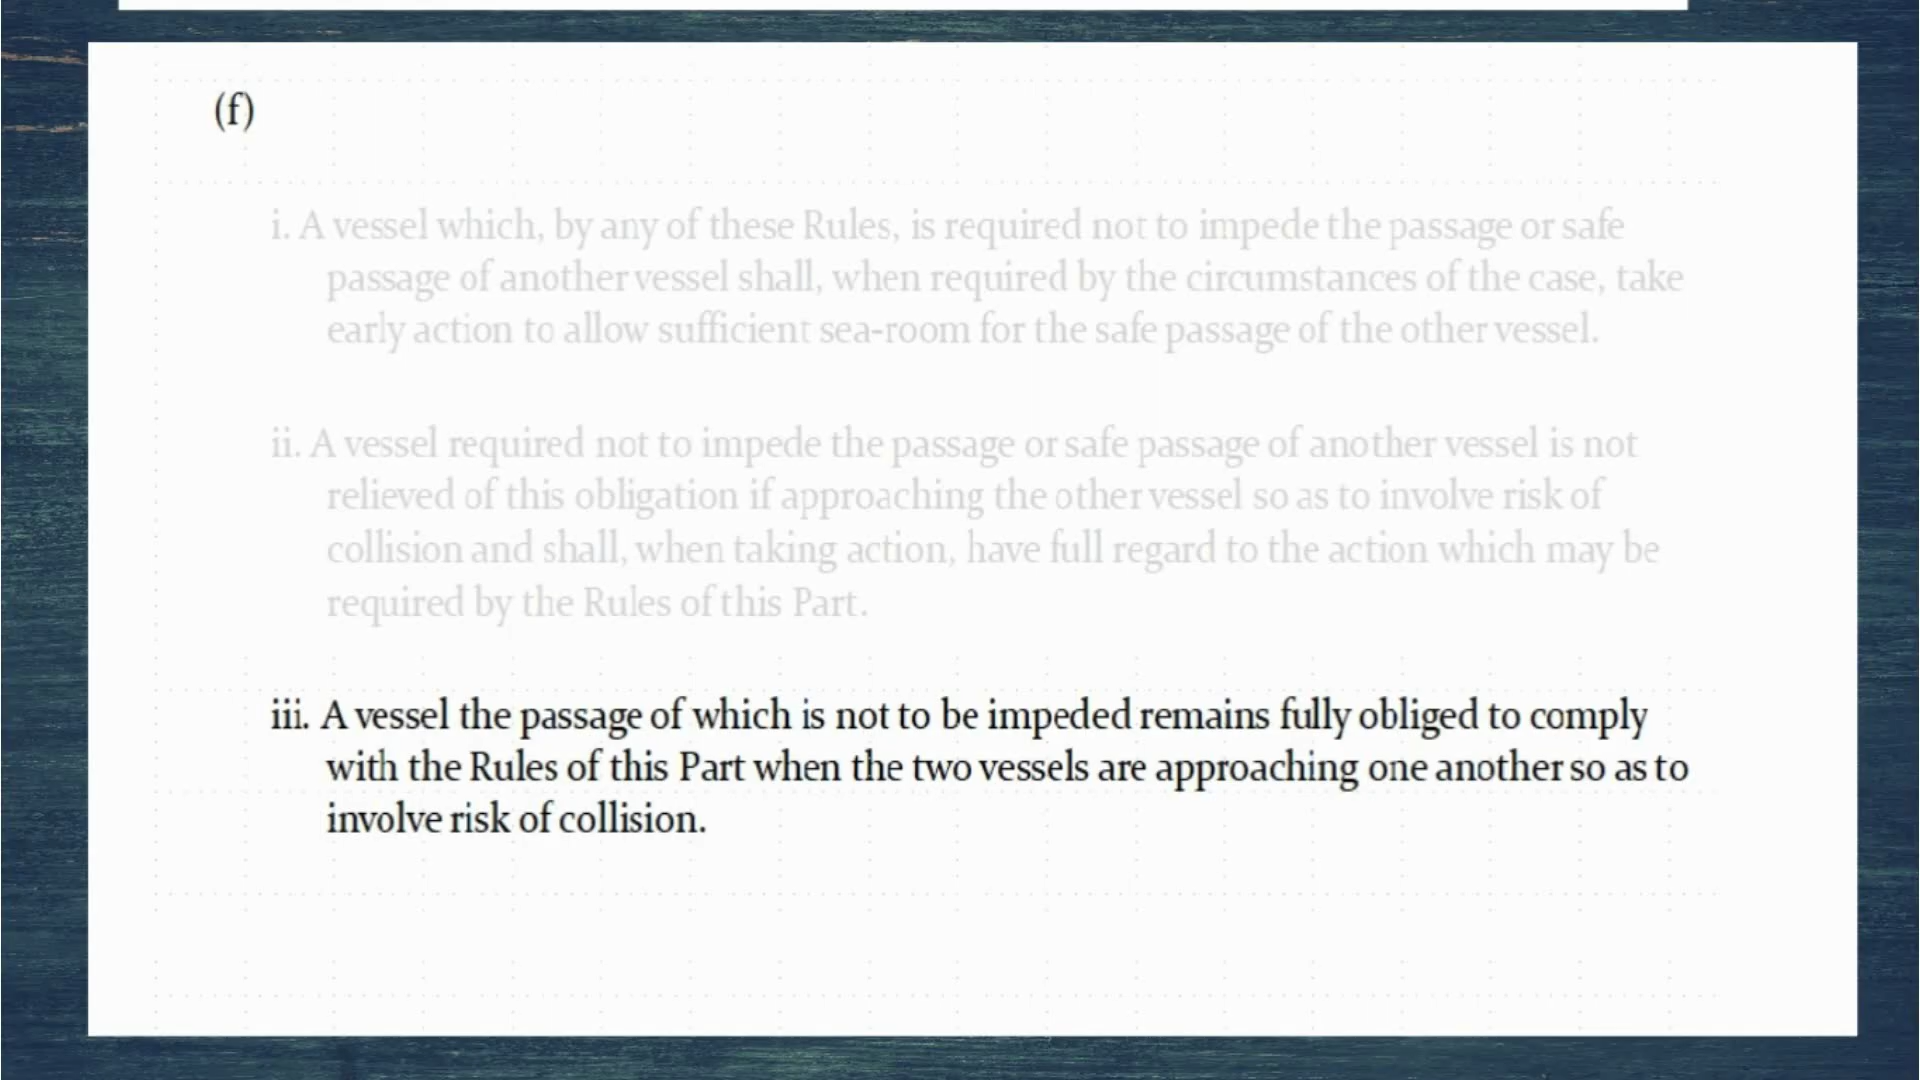 (f)
i. A vessel which, by any of these Rules, is required not to impede the passage or safe
passage of another vessel shall, when required by the circumstances of the case, take
early action to allow sufficient sea-room for the safe passage of the other vessel.
ii. A vessel required not to impede the passage or safe passage of another vessel is not
relieved of this obligation if approaching the other vessel so as to involve risk of
collision and shall, when taking action, have full regard to the action which may be
required by the Rules of this Part.
iii. A vessel the passage of which is not to be impeded remains fully obliged to comply
with the Rules of this Part when the two vessels are approaching one another so as to
involve risk of collision.